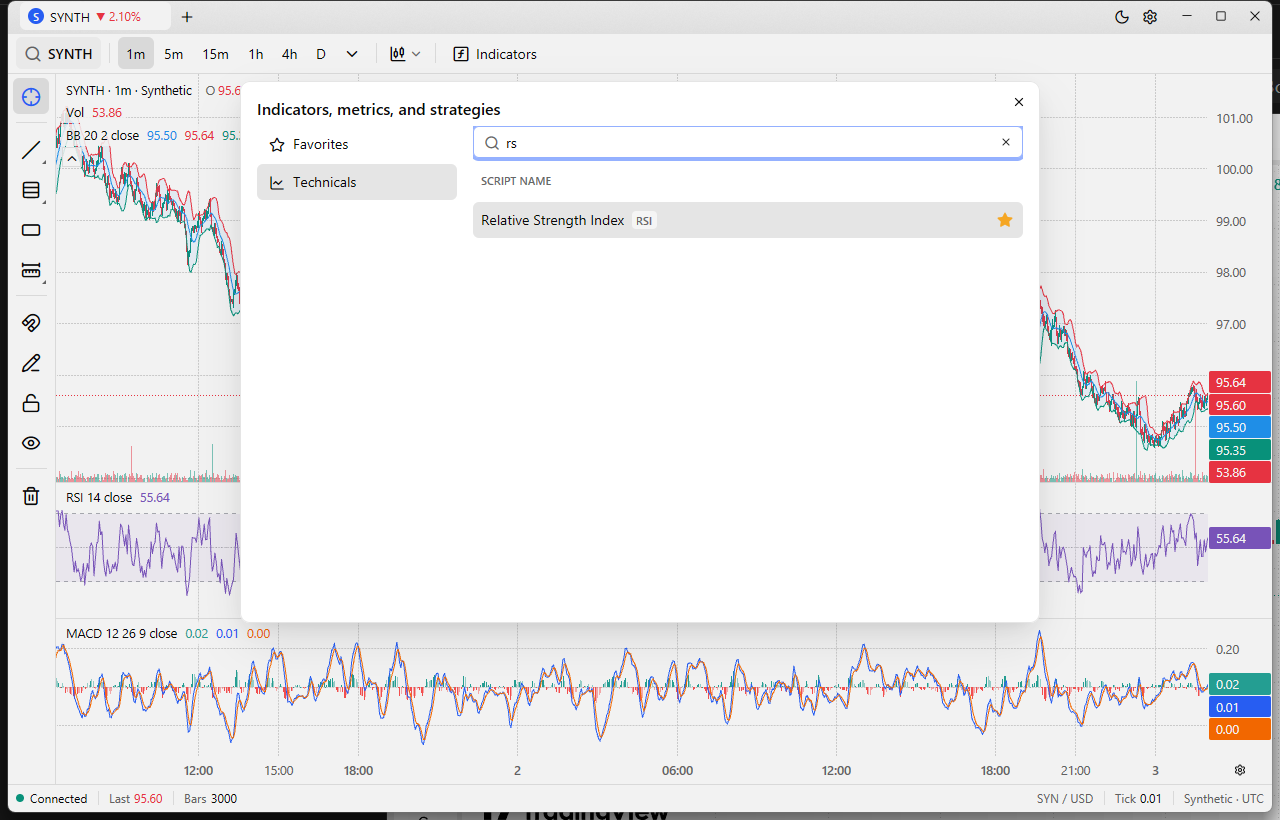 SYNTH ▼ 2.10%
SYNTH 1m 5m 15m 1h 4h D Indicators
SYNTH · 1m · Synthetic O 95.6
Vol 53.86
BB 20 2 close 95.50 95.64 95.
Indicators, metrics, and strategies
Favorites
Technicals
rs
SCRIPT NAME
Relative Strength Index RSI
101.00
100.00
99.00
98.00
97.00
95.64
95.60
95.50
95.35
53.86
RSI 14 close 55.64
55.64
MACD 12 26 9 close 0.02 0.01 0.00
0.20
0.02
0.01
0.00
12:00 15:00 18:00 2 06:00 12:00 18:00 21:00 3
Connected Last 95.60 Bars 3000 SYN / USD Tick 0.01 Synthetic · UTC
TradingView